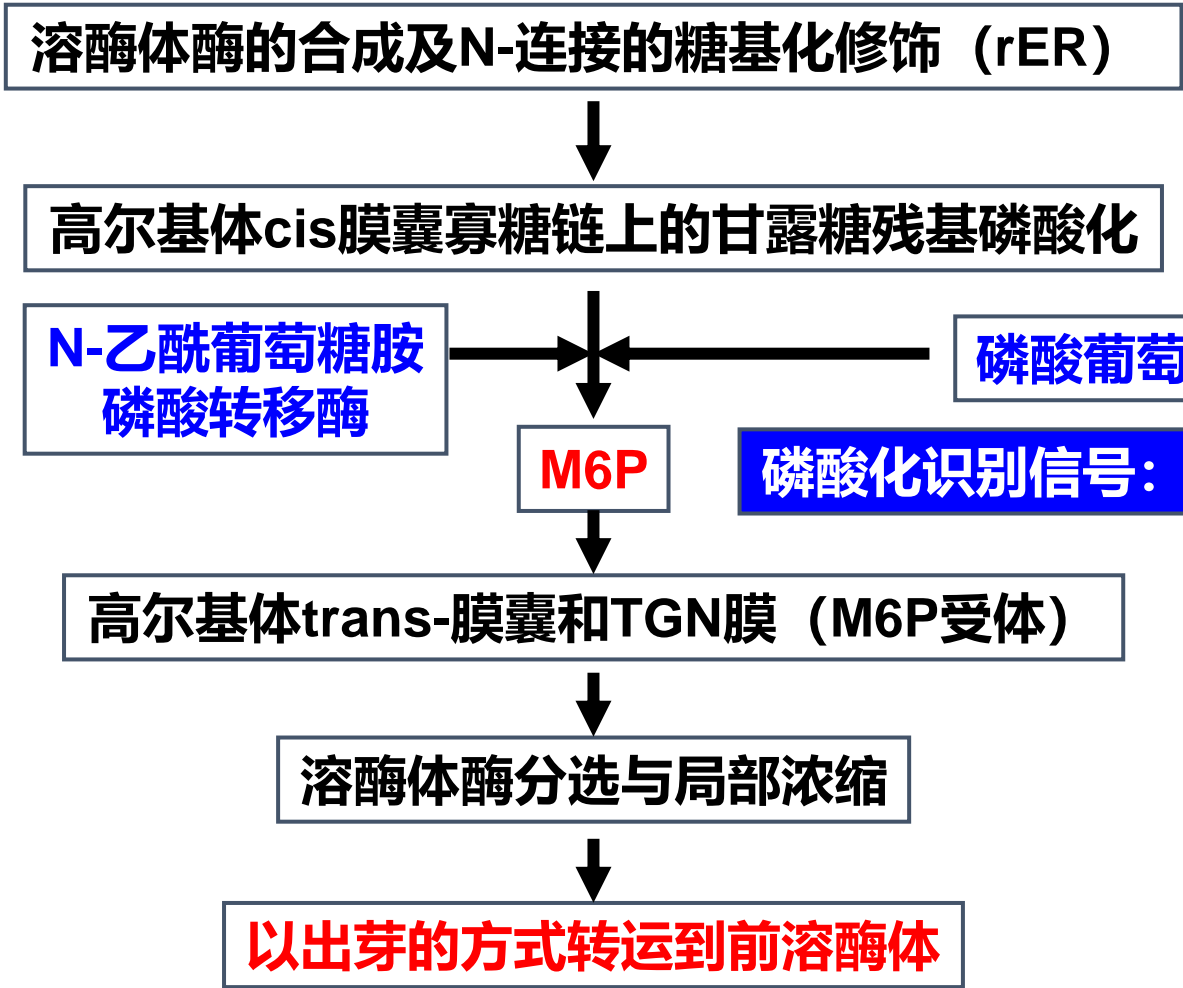 溶酶体酶的合成及N-连接的糖基化修饰（rER）
高尔基体cis膜囊寡糖链上的甘露糖残基磷酸化
N-乙酰葡萄糖胺
磷酸转移酶
磷酸葡萄
M6P
磷酸化识别信号：
高尔基体trans-膜囊和TGN膜（M6P受体）
溶酶体酶分选与局部浓缩
以出芽的方式转运到前溶酶体